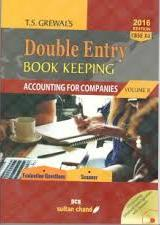 T.S. GREWAL'S
2016
EDITION
CBSE XII
Double Entry
BOOK KEEPING
ACCOUNTING FOR COMPANIES
VOLUME II
Evaluation Questions
Scanner
SCS
sultan chand